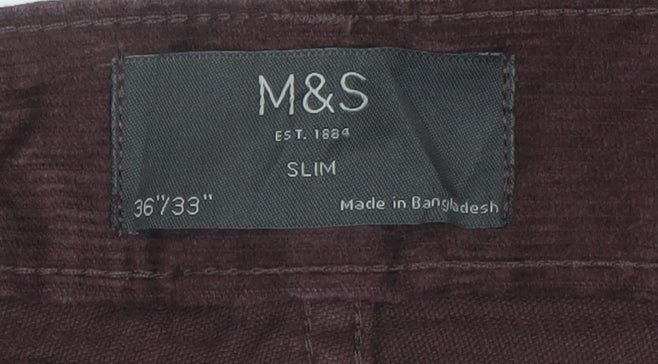 M&S
EST. 1884
SLIM
36"/33"
Made in Bangladesh